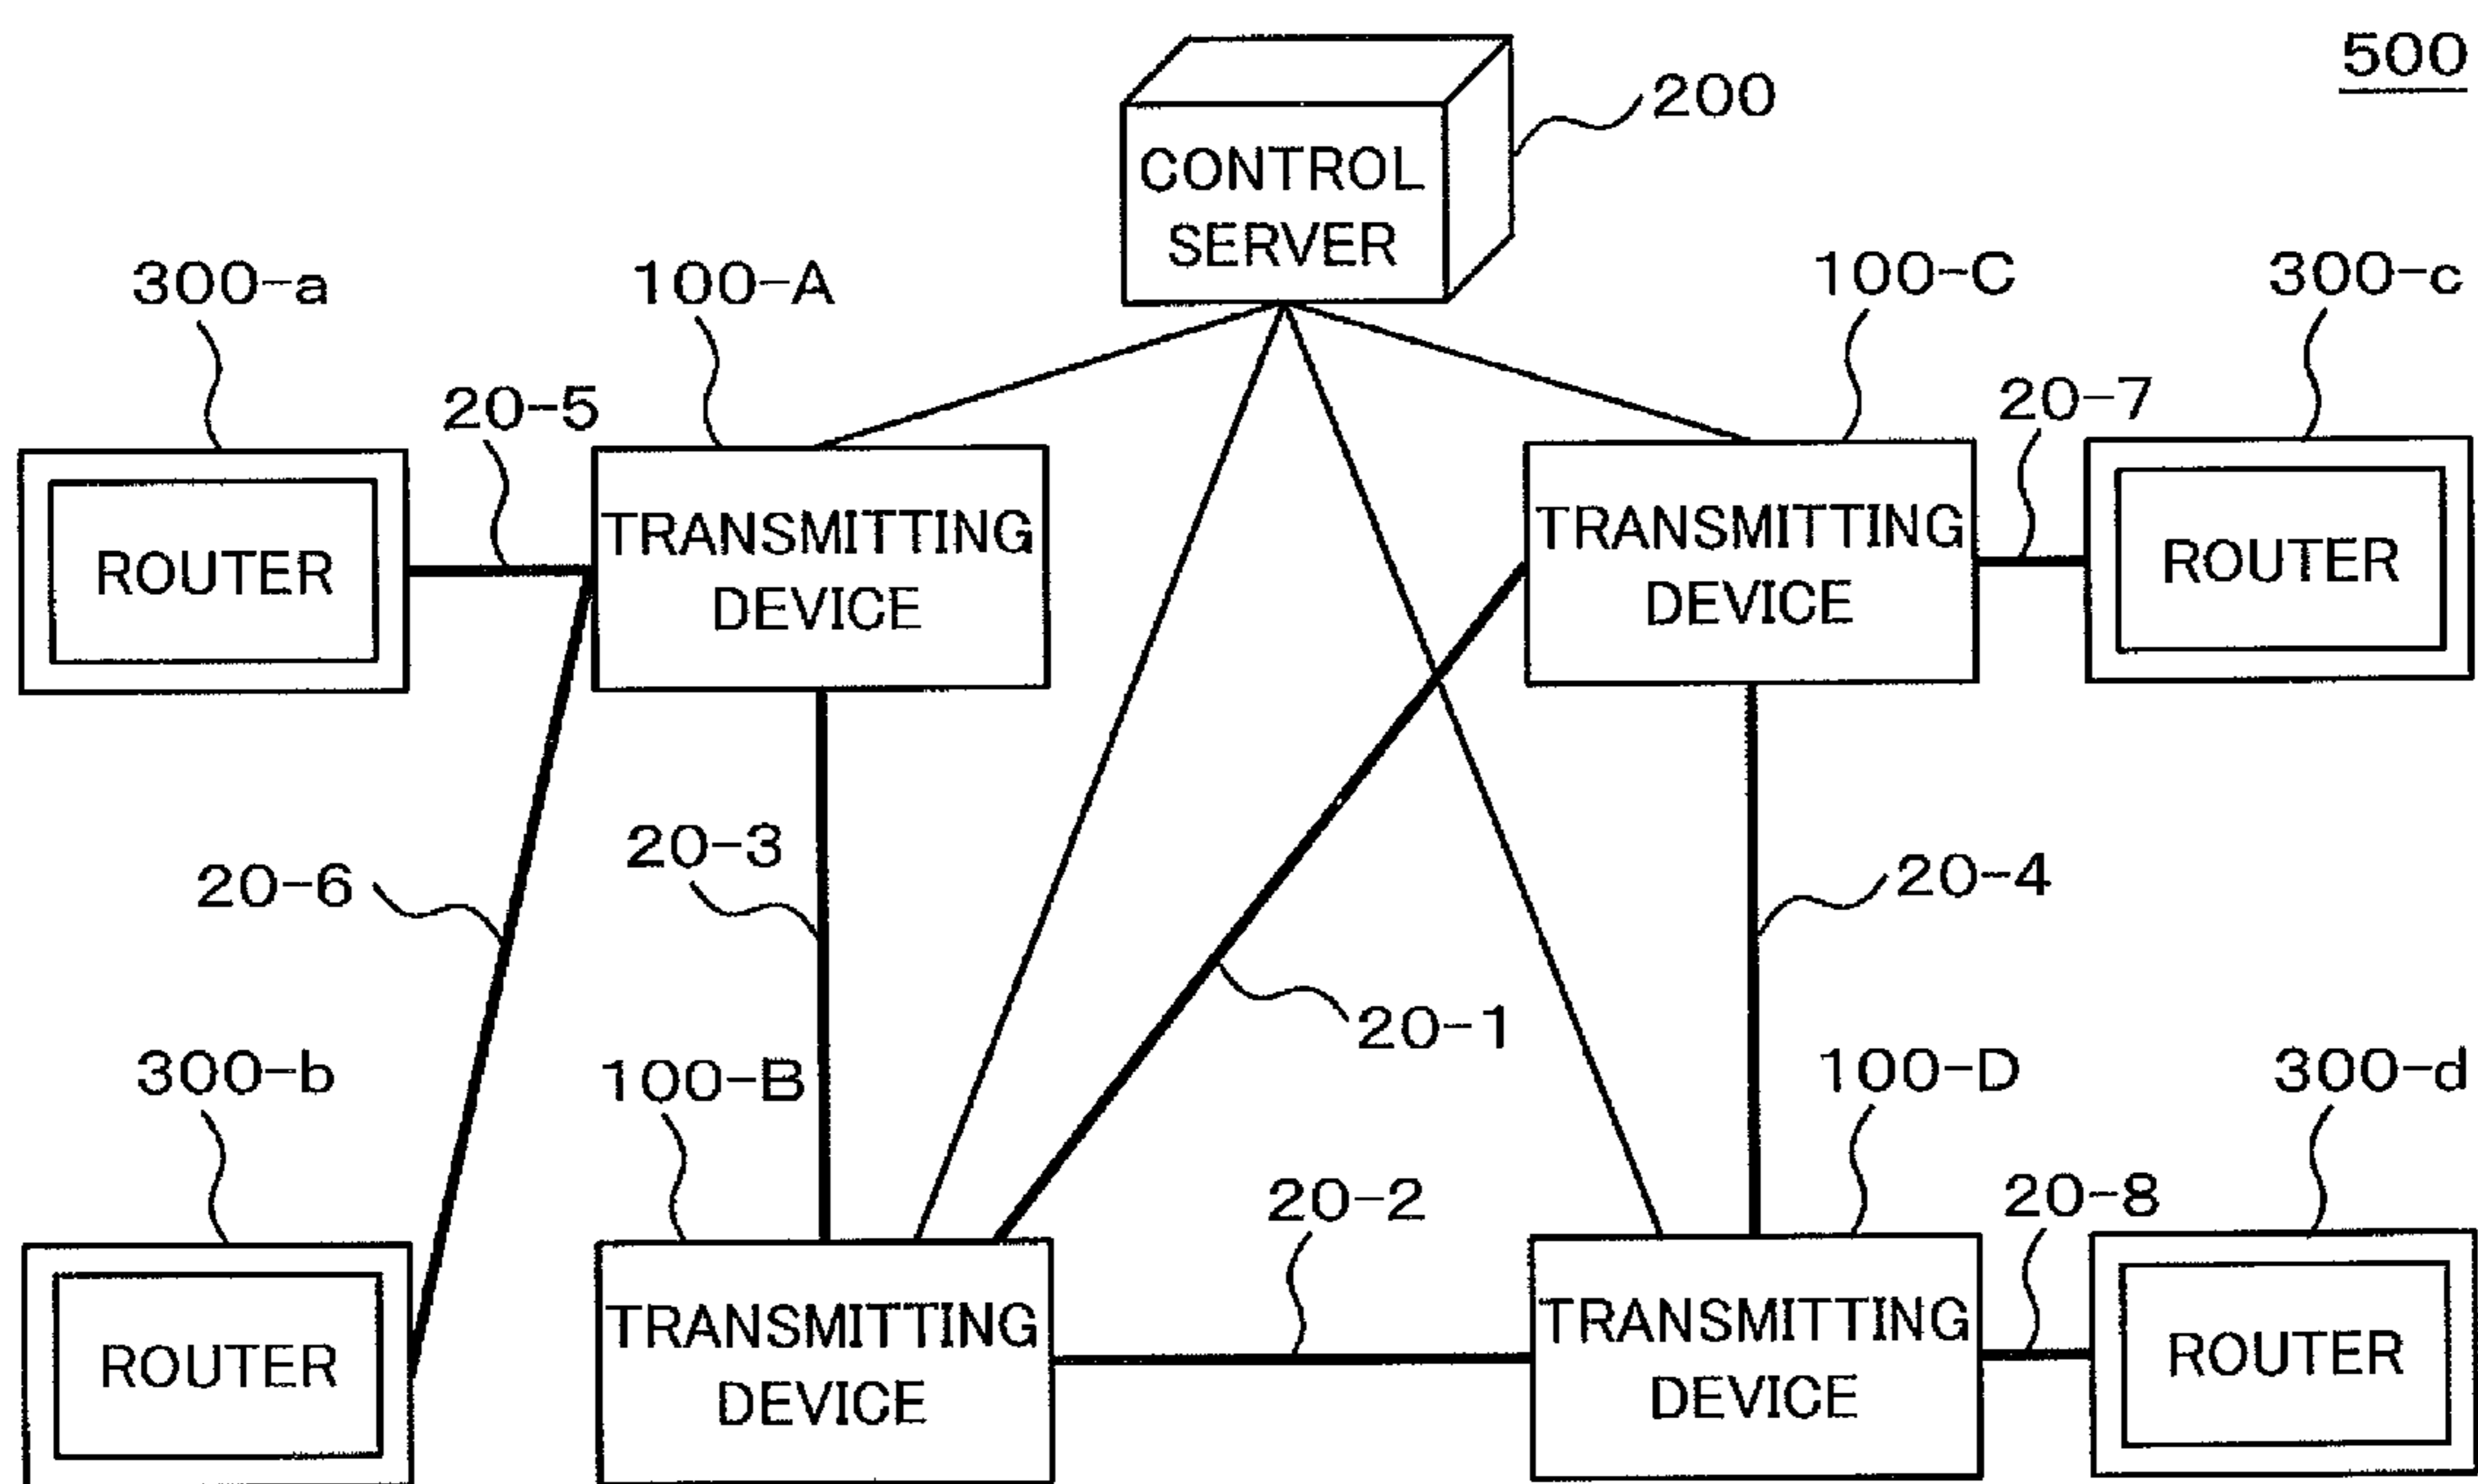 500
200
CONTROL
SERVER
300-a
100-A
100-C
300-c
20-5
20-7
ROUTER
TRANSMITTING
DEVICE
TRANSMITTING
DEVICE
ROUTER
20-6
20-3
20-4
20-1
300-b
100-B
100-D
300-d
20-2
20-8
ROUTER
TRANSMITTING
DEVICE
TRANSMITTING
DEVICE
ROUTER